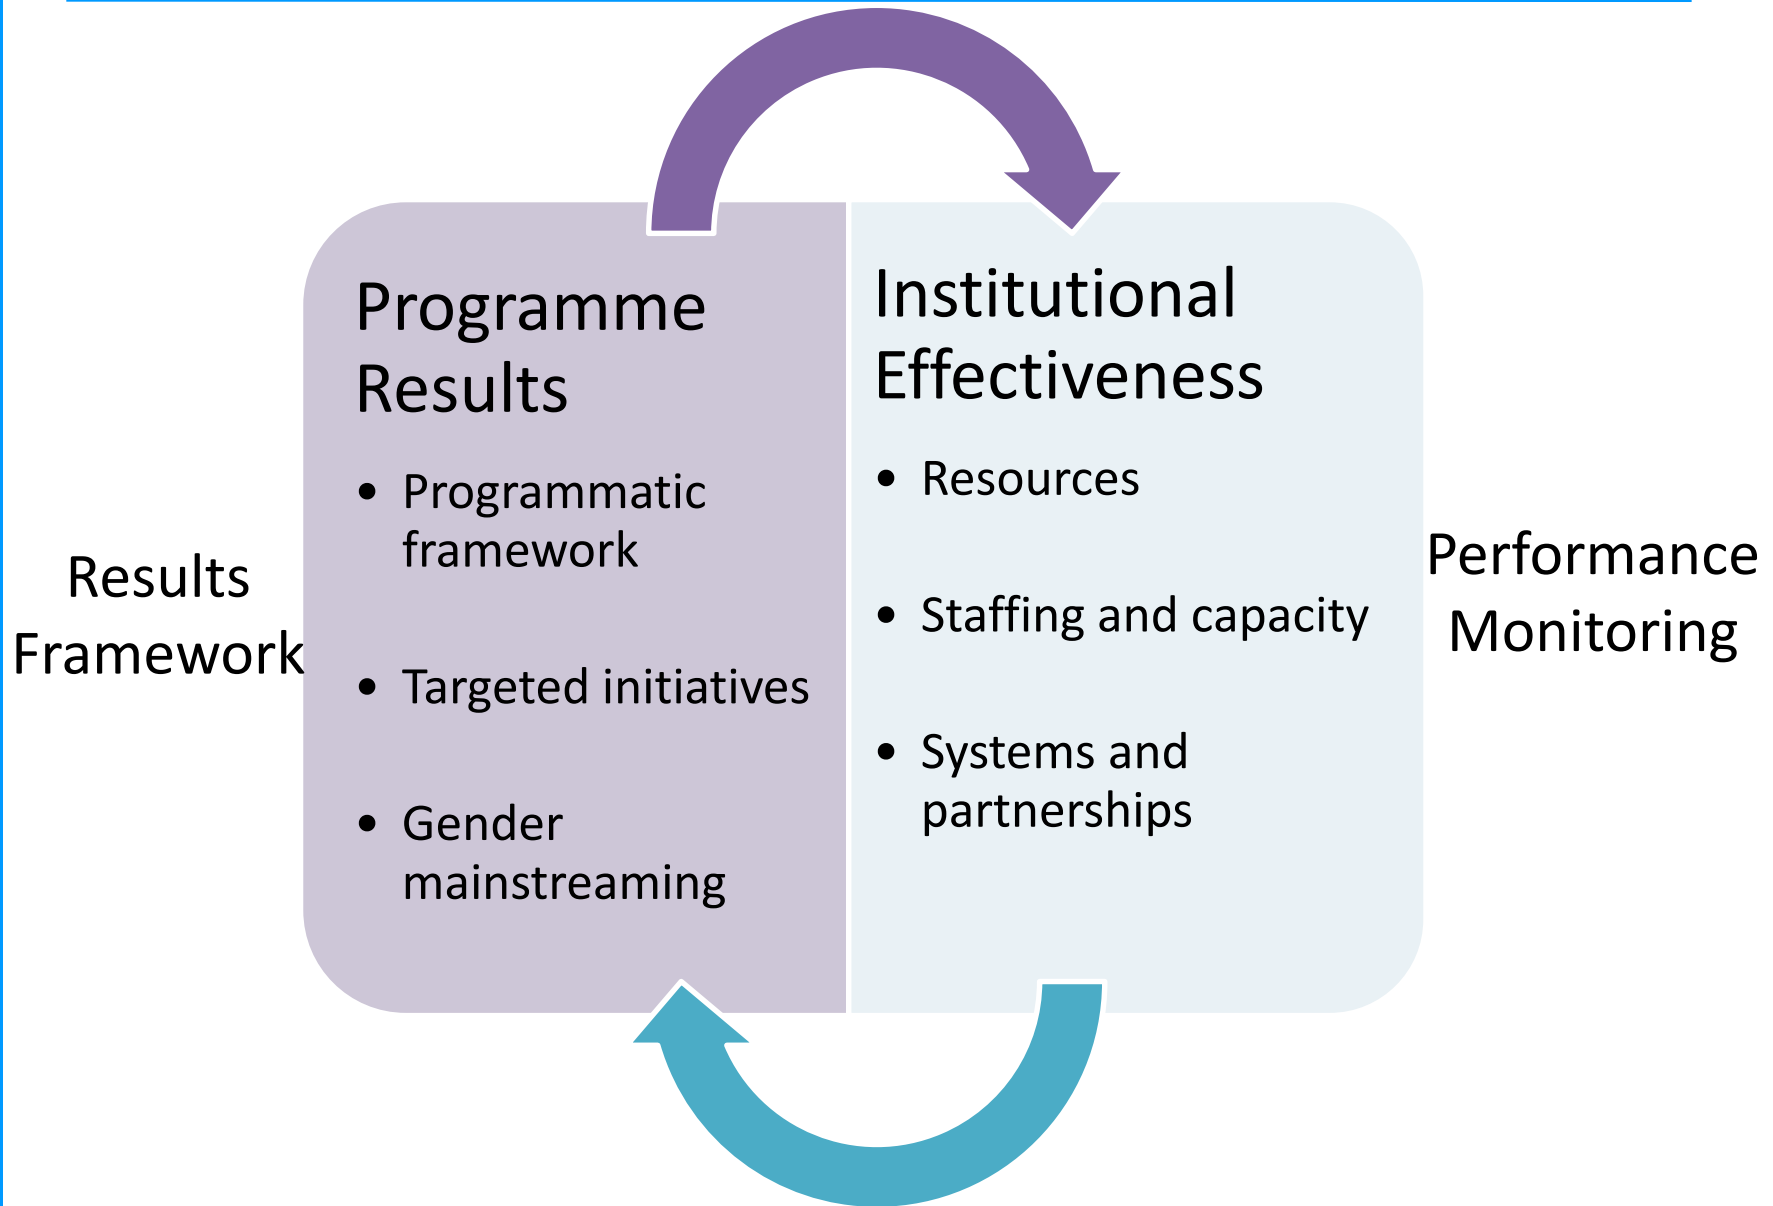 Results
Framework
Programme
Results
• Programmatic
framework
• Targeted initiatives
• Gender
mainstreaming
Institutional
Effectiveness
• Resources
• Staffing and capacity
• Systems and
partnerships
Performance
Monitoring